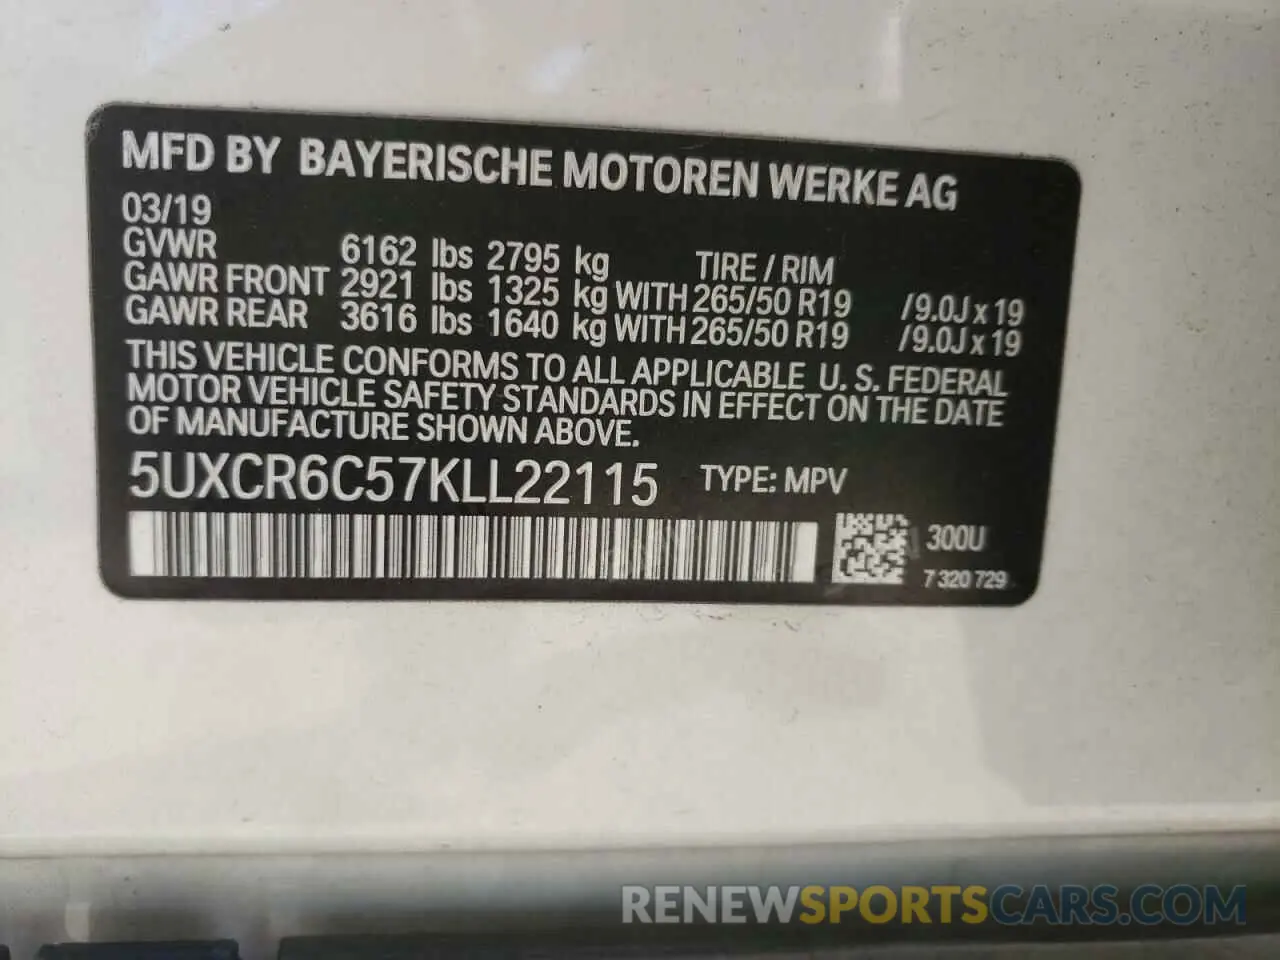 MFD BY BAYERISCHE MOTOREN WERKE AG
03/19
GVWR 6162 lbs 2795 kg TIRE / RIM
GAWR FRONT 2921 lbs 1325 kg WITH 265/50 R19 /9.0J x 19
GAWR REAR 3616 lbs 1640 kg WITH 265/50 R19 /9.0J x 19
THIS VEHICLE CONFORMS TO ALL APPLICABLE U. S. FEDERAL
MOTOR VEHICLE SAFETY STANDARDS IN EFFECT ON THE DATE
OF MANUFACTURE SHOWN ABOVE.
5UXCR6C57KLL22115 TYPE: MPV
300U
7 320 729
RENEWSPORTSCARS.COM